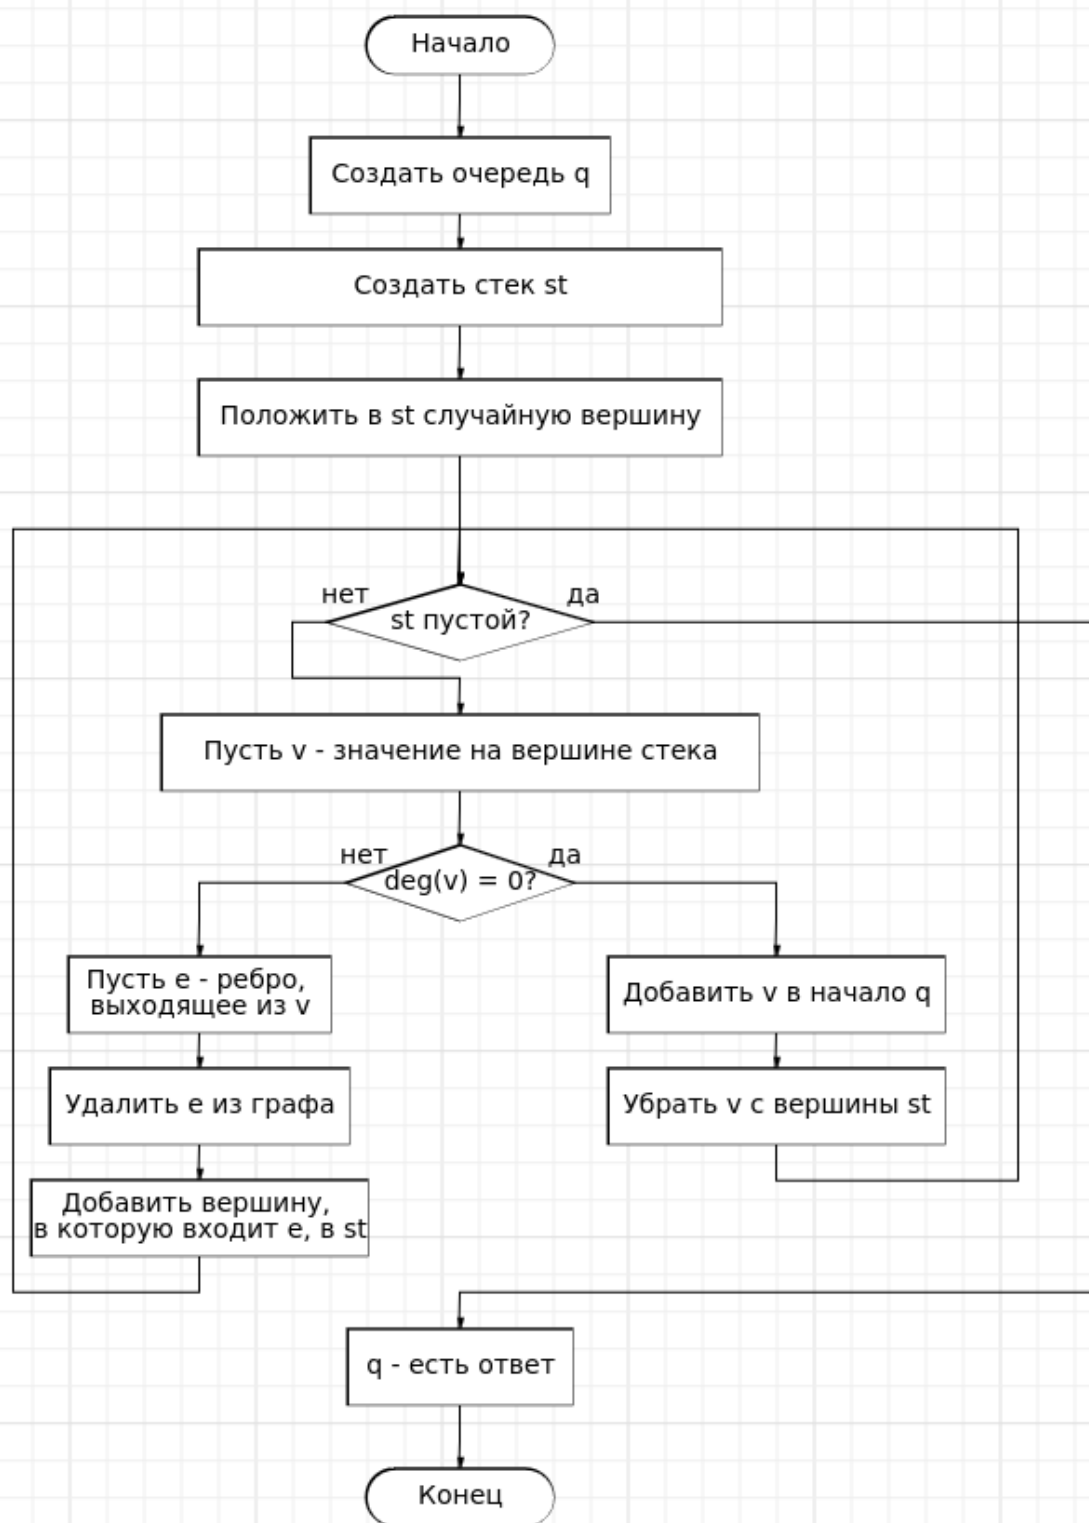 Начало
Создать очередь q
Создать стек st
Положить в st случайную вершину
нет
да
st пустой?
Пусть v - значение на вершине стека
нет
да
deg(v) = 0?
Пусть e - ребро,
выходящее из v
Добавить v в начало q
Удалить e из графа
Убрать v с вершины st
Добавить вершину,
в которую входит e, в st
q - есть ответ
Конец